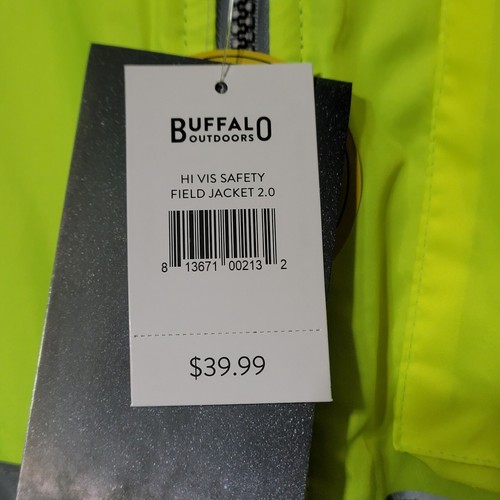 BUFFALO
OUTDOORS
HI VIS SAFETY
FIELD JACKET 2.0
8 13671 00213 2
$39.99